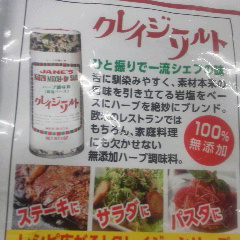 クレイジーソルト
ひと振りで一流シェフの味
舌に馴染みやすく、素材本来の
風味を引き立てる岩塩をベー
スにハーブを絶妙にブレンド。
欧米のレストランでは
もちろん、家庭料理
にも欠かせない
無添加ハーブ調味料。
100%
無添加
JANE'S
クレイジーソルト
ステーキに
サラダに
パスタに